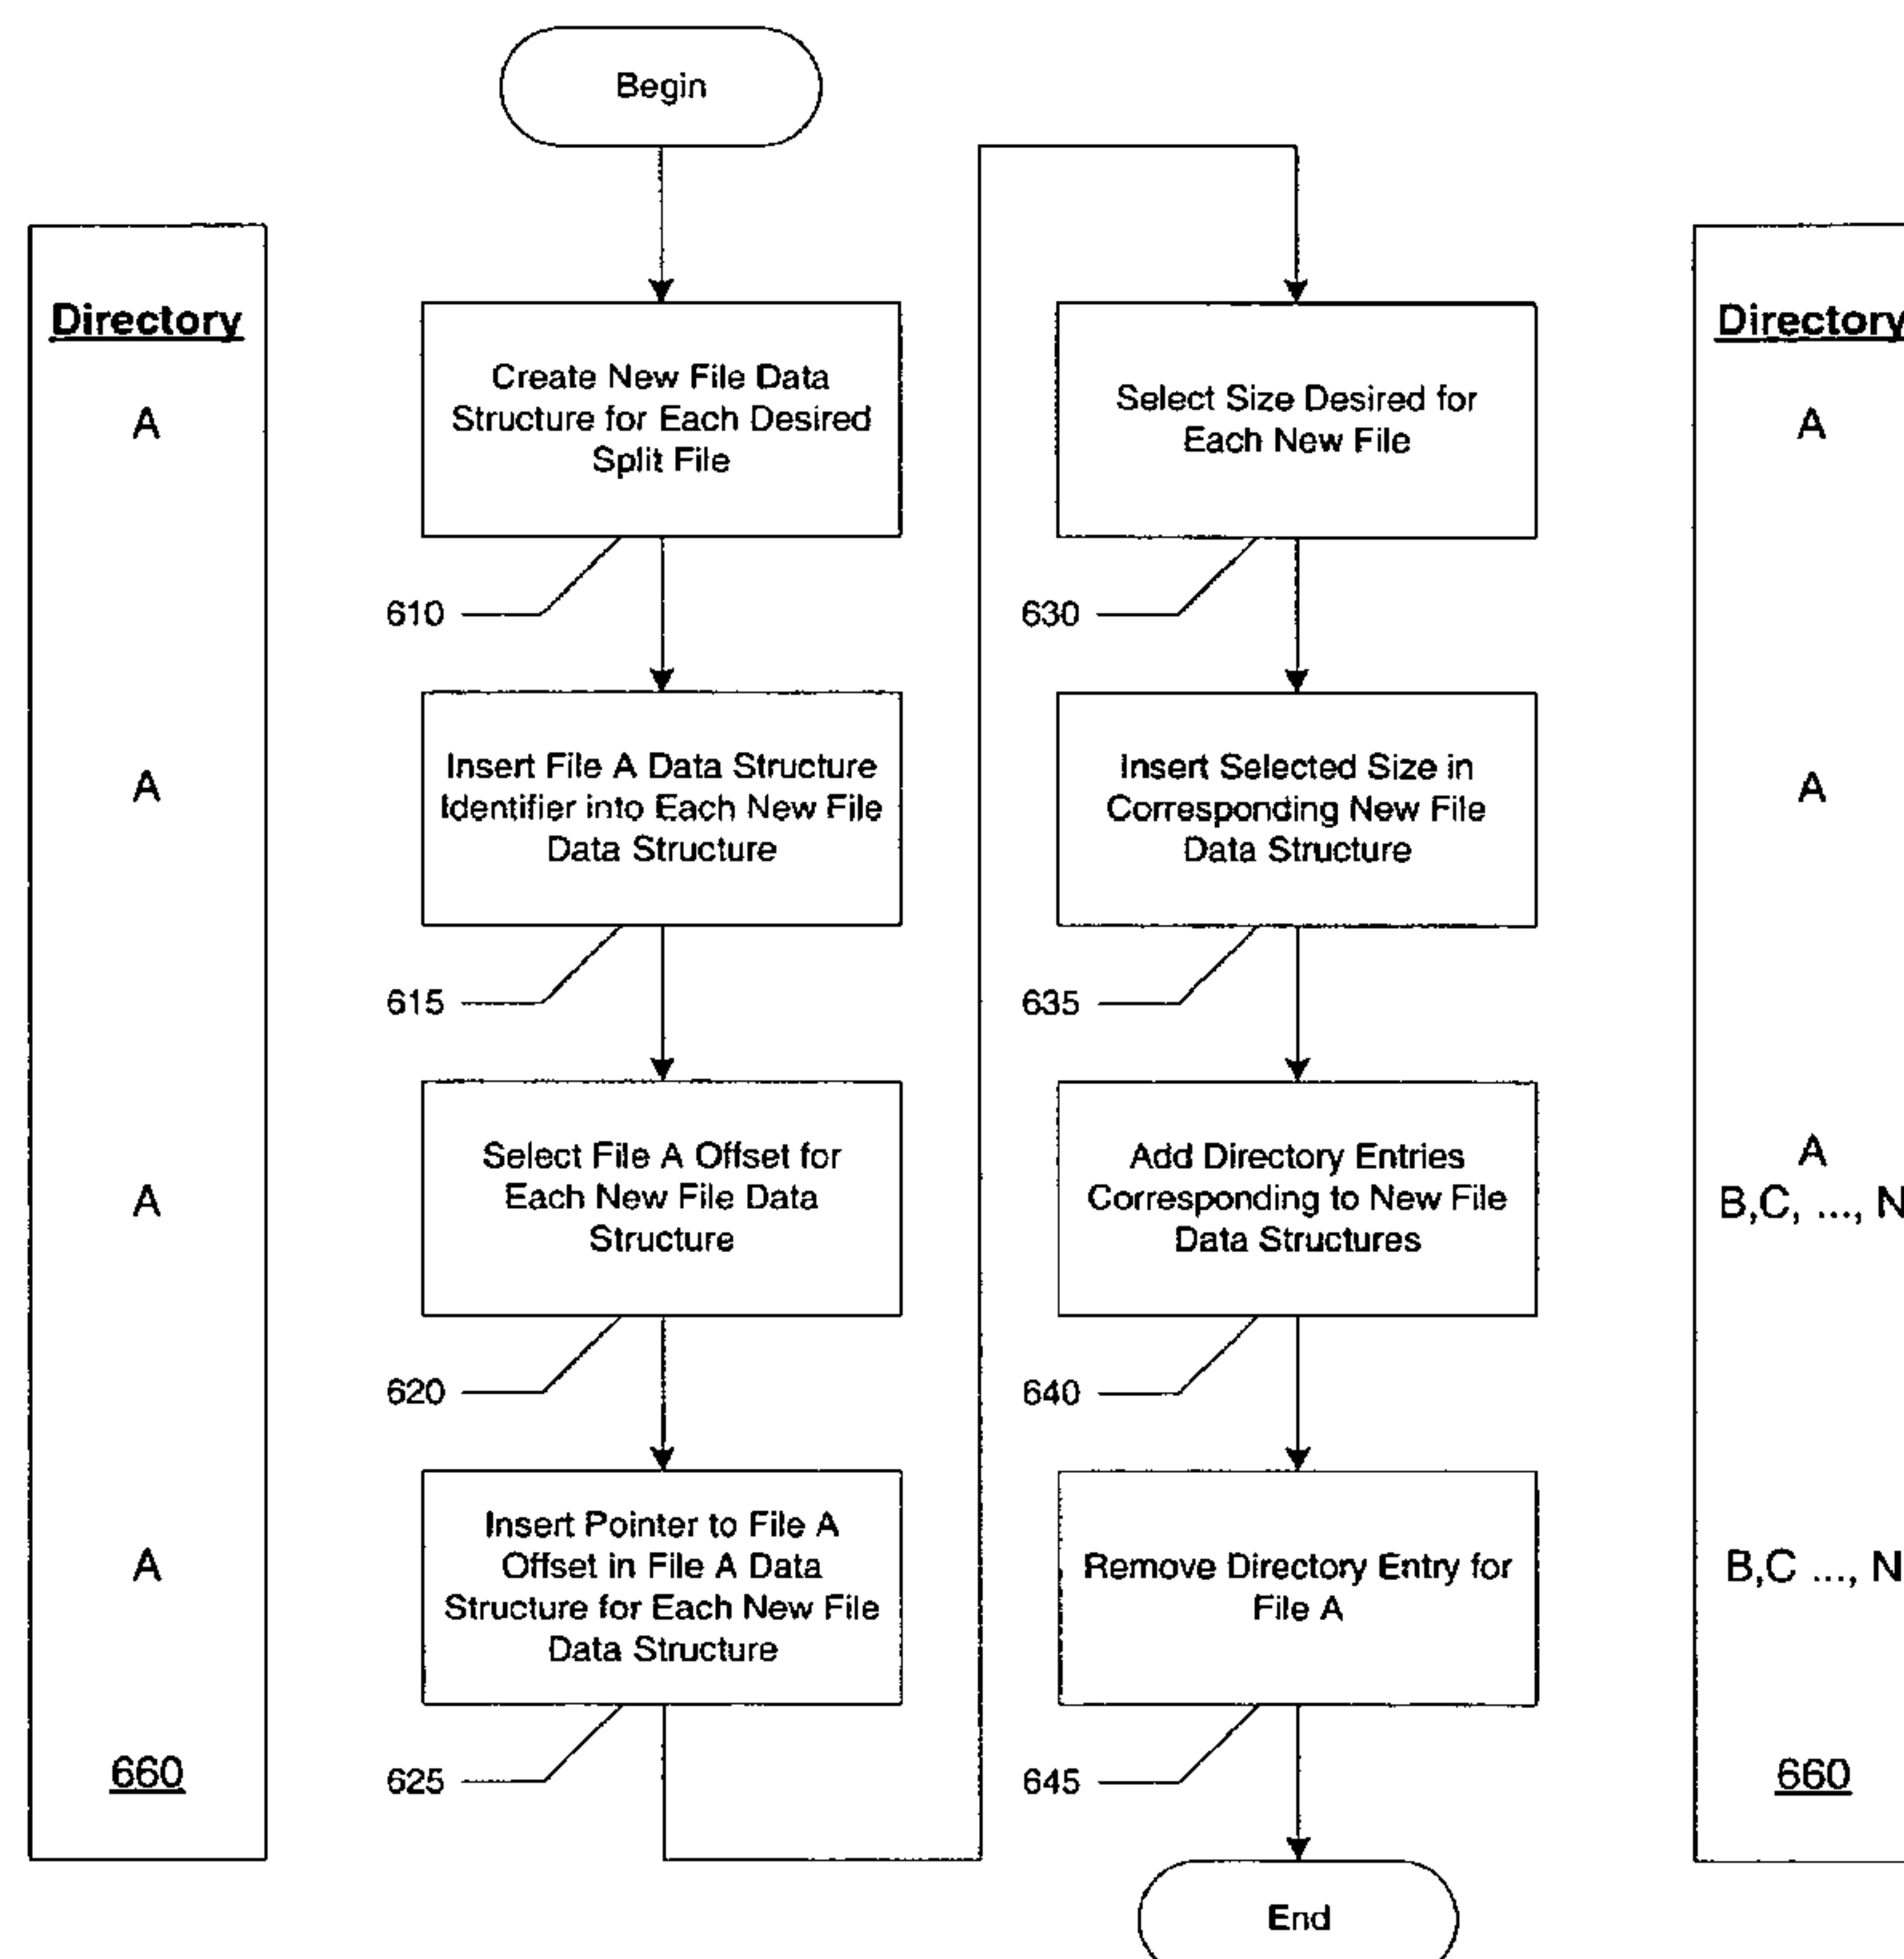 Begin
Directory
A
A
A
A
660
Create New File Data
Structure for Each Desired
Split File
610
Insert File A Data Structure
Identifier into Each New File
Data Structure
615
Select File A Offset for
Each New File Data
Structure
620
Insert Pointer to File A
Offset in File A Data
Structure for Each New File
Data Structure
625
Select Size Desired for
Each New File
630
Insert Selected Size in
Corresponding New File
Data Structure
635
Add Directory Entries
Corresponding to New File
Data Structures
640
Remove Directory Entry for
File A
645
End
Directory
A
A
A
B,C, ..., N
B,C ..., N
660